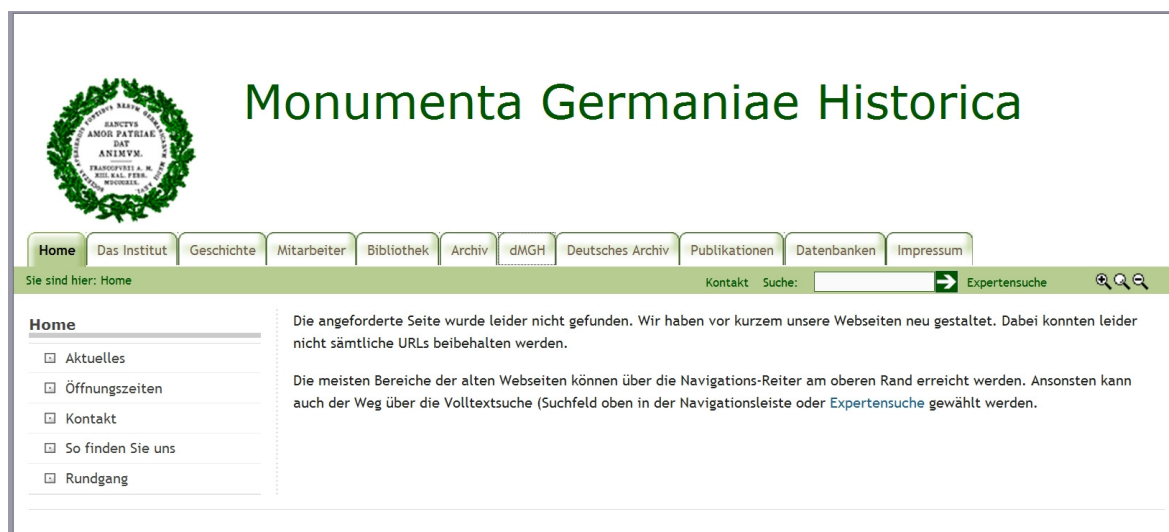 SANCTVS
AMOR PATRIAE
DAT
ANIMVM.
Monumenta Germaniae Historica
Home Das Institut Geschichte Mitarbeiter Bibliothek Archiv dMGH Deutsches Archiv Publikationen Datenbanken Impressum
Sie sind hier: Home Kontakt Suche: Expertensuche
Home
Aktuelles
Öffnungszeiten
Kontakt
So finden Sie uns
Rundgang
Die angeforderte Seite wurde leider nicht gefunden. Wir haben vor kurzem unsere Webseiten neu gestaltet. Dabei konnten leider
nicht sämtliche URLs beibehalten werden.
Die meisten Bereiche der alten Webseiten können über die Navigations-Reiter am oberen Rand erreicht werden. Ansonsten kann
auch der Weg über die Volltextsuche (Suchfeld oben in der Navigationsleiste oder Expertensuche gewählt werden.